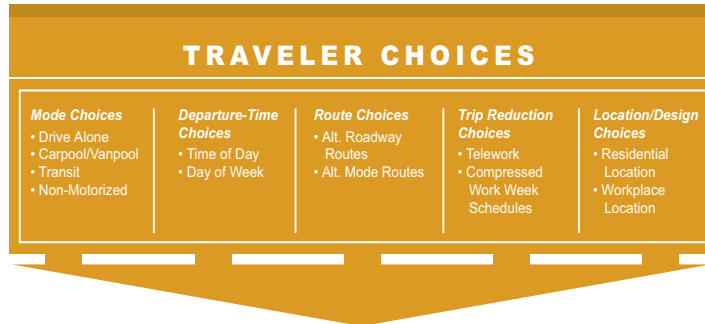 TRAVELER CHOICES
Mode Choices
• Drive Alone
• Carpool/Vanpool
• Transit
• Non-Motorized
Departure-Time
Choices
• Time of Day
• Day of Week
Route Choices
• Alt. Roadway
Routes
• Alt. Mode Routes
Trip Reduction
Choices
• Telework
• Compressed
Work Week
Schedules
Location/Design
Choices
• Residential
Location
• Workplace
Location